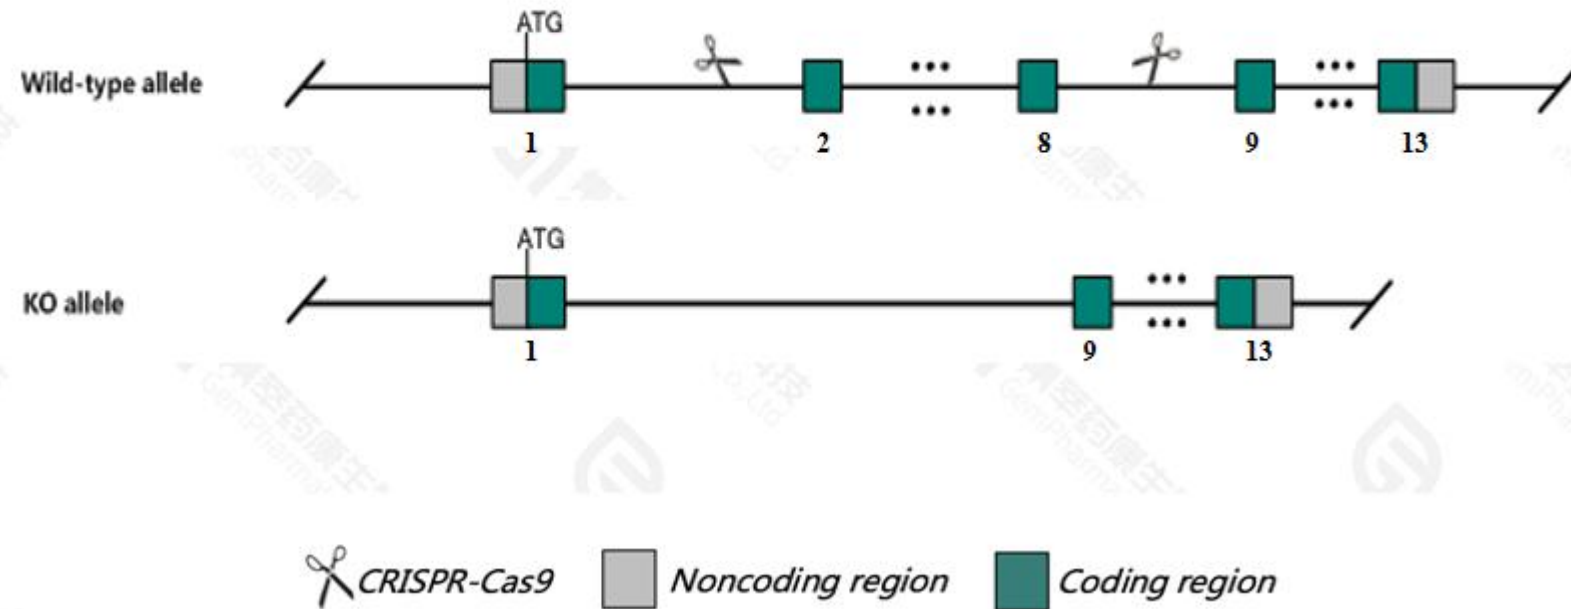 ATG
Wild-type allele
1 2 8 9 13
ATG
KO allele
1 9 13
CRISPR-Cas9 Noncoding region Coding region